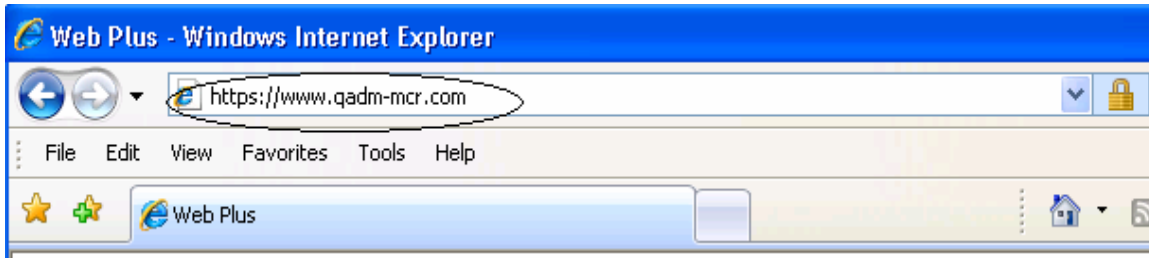 Web Plus - Windows Internet Explorer
https://www.qadm-mcr.com
File Edit View Favorites Tools Help
Web Plus